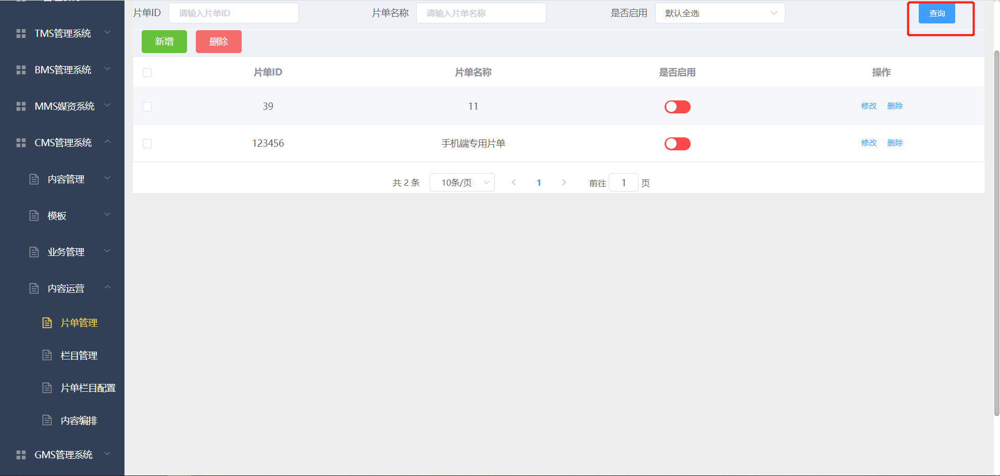 片单ID 请输入片单ID 片单名称 请输入片单名称 是否启用 默认全选 查询
新增 删除
片单ID 片单名称 是否启用 操作
39 11 修改 删除
123456 手机端专用片单 修改 删除
共 2 条 10条/页 1 前往 1 页
TMS管理系统
BMS管理系统
MMS媒资系统
CMS管理系统
内容管理
模板
业务管理
内容运营
片单管理
栏目管理
片单栏目配置
内容编排
GMS管理系统